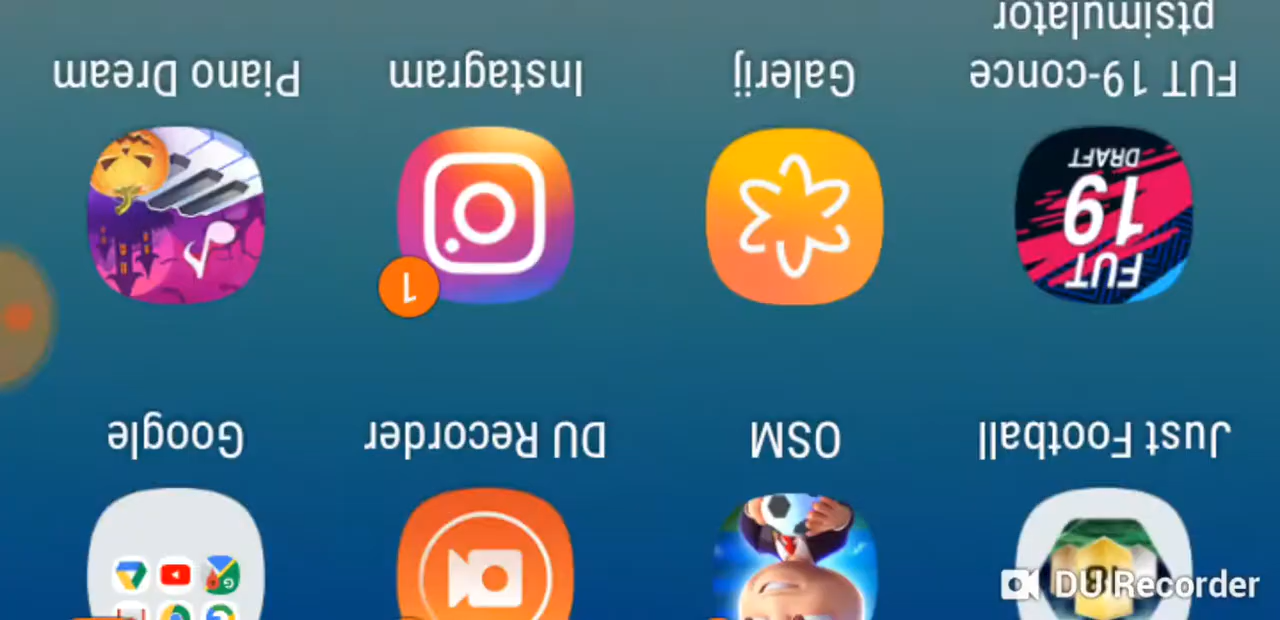 Just Football
OSM
DU Recorder
Google
FUT
19
DRAFT
1
FUT 19-conce
ptsimulator
Galerij
Instagram
Piano Dream
18
DU Recorder